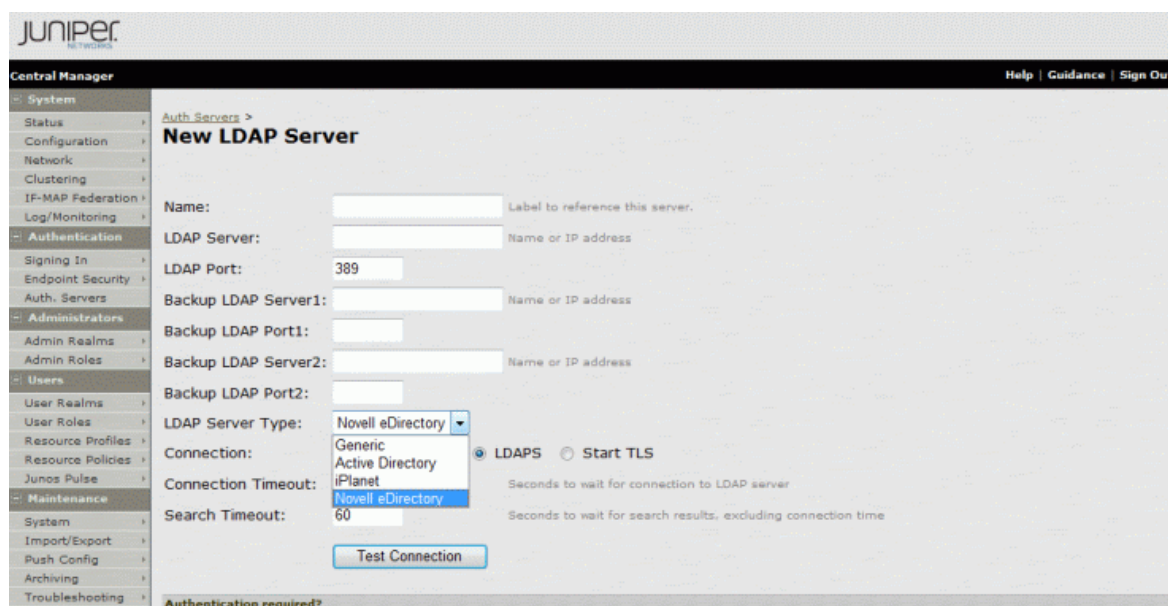 JUNIPER
NETWORKS
Central Manager
Help | Guidance | Sign Ou
System
Status
Configuration
Network
Clustering
IF-MAP Federation
Log/Monitoring
Authentication
Signing In
Endpoint Security
Auth. Servers
Administrators
Admin Realms
Admin Roles
Users
User Realms
User Roles
Resource Profiles
Resource Policies
Junos Pulse
Maintenance
System
Import/Export
Push Config
Archiving
Troubleshooting
Auth Servers >
New LDAP Server
Name: Label to reference this server.
LDAP Server: Name or IP address
LDAP Port: 389
Backup LDAP Server1: Name or IP address
Backup LDAP Port1:
Backup LDAP Server2: Name or IP address
Backup LDAP Port2:
LDAP Server Type: Novell eDirectory
Generic
Active Directory
iPlanet
Novell eDirectory
Connection: LDAPS Start TLS
Connection Timeout: Seconds to wait for connection to LDAP server
Search Timeout: 60 Seconds to wait for search results, excluding connection time
Test Connection
Authentication required?